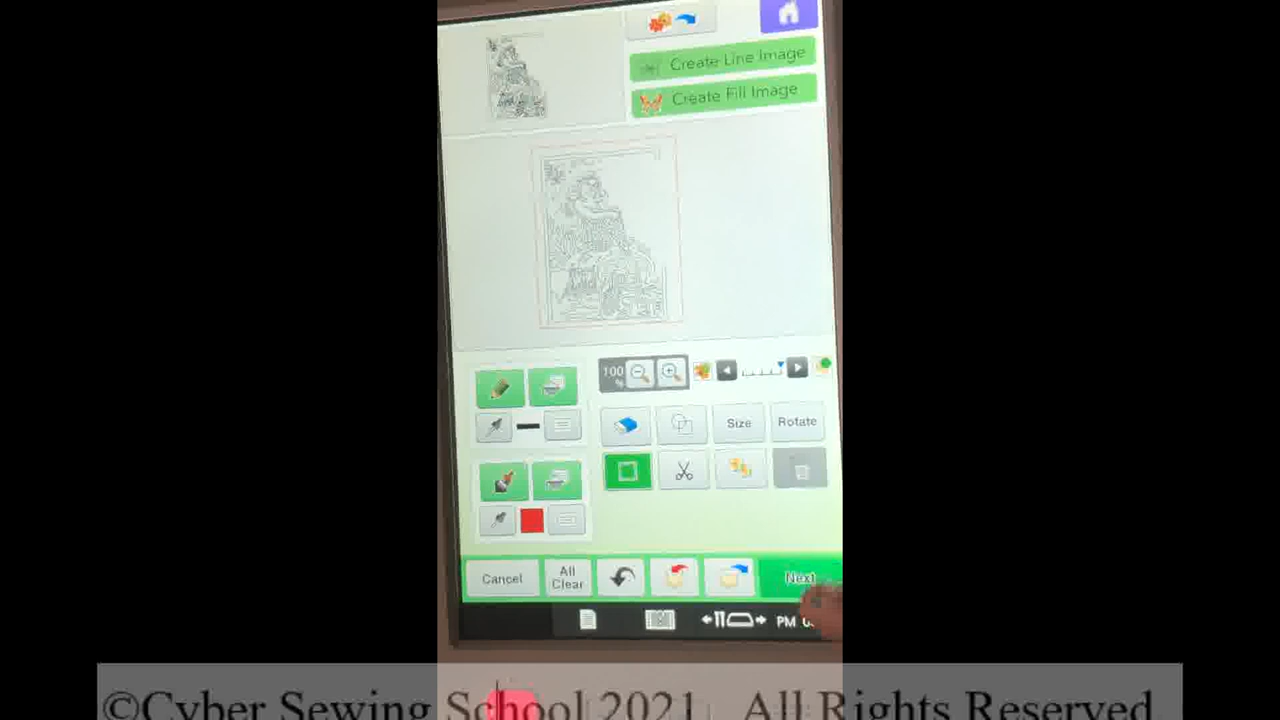 Create Line Image
Create Fill Image
100 %
Size
Rotate
Cancel
All Clear
Next
PM
©Cyber Sewing School 2021 All Rights Reserved